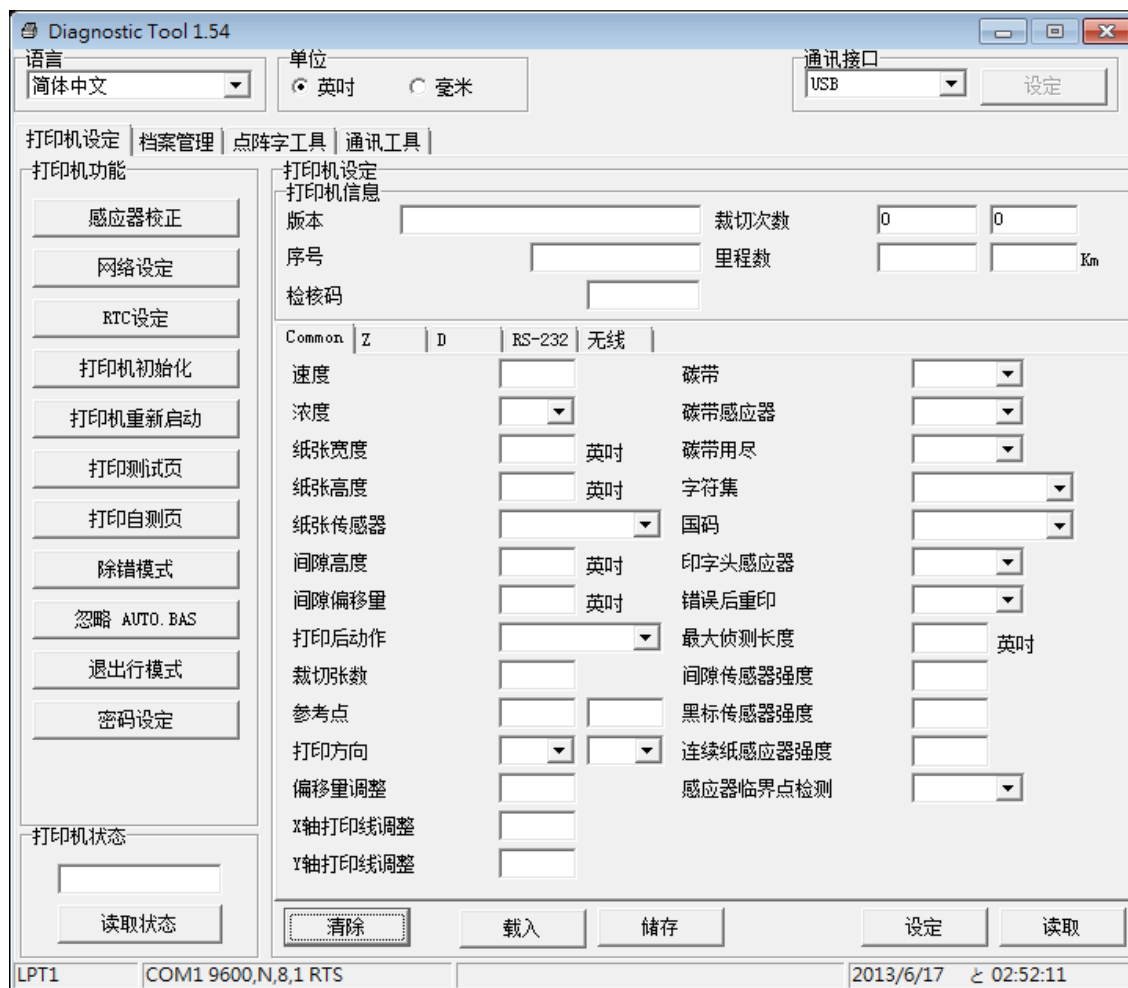 Diagnostic Tool 1.54
语言
简体中文
单位
英吋 毫米
通讯接口
USB 设定
打印机设定 档案管理 点阵字工具 通讯工具
打印机功能
感应器校正
网络设定
RTC设定
打印机初始化
打印机重新启动
打印测试页
打印自测页
除错模式
忽略 AUTO.BAS
退出行模式
密码设定
打印机状态
读取状态
打印机设定
打印机信息
版本 裁切次数 0 0
序号 里程数 Km
检核码
Common Z D RS-232 无线
速度 碳带
浓度 碳带感应器
纸张宽度 英吋 碳带用尽
纸张高度 英吋 字符集
纸张传感器 国码
间隙高度 英吋 印字头感应器
间隙偏移量 英吋 错误后重印
打印后动作 最大侦测长度 英吋
裁切张数 间隙传感器强度
参考点 黑标传感器强度
打印方向 连续纸感应器强度
偏移量调整 感应器临界点检测
X轴打印线调整
Y轴打印线调整
清除 载入 储存 设定 读取
LPT1 COM1 9600,N,8,1 RTS 2013/6/17 と 02:52:11